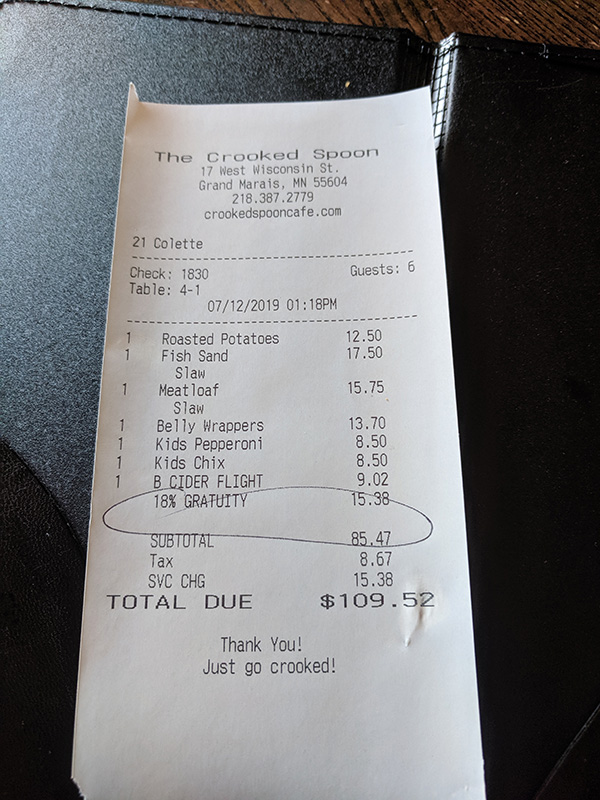 The Crooked Spoon
17 West Wisconsin St.
Grand Marais, MN 55604
218.387.2779
crookedspooncafe.com
21 Colette
Check: 1830 Guests: 6
Table: 4-1
07/12/2019 01:18PM
1 Roasted Potatoes 12.50
1 Fish Sand 17.50
Slaw
1 Meatloaf 15.75
Slaw
1 Belly Wrappers 13.70
1 Kids Pepperoni 8.50
1 Kids Chix 8.50
1 B CIDER FLIGHT 9.02
18% GRATUITY 15.38
SUBTOTAL 85.47
Tax 8.67
SVC CHG 15.38
TOTAL DUE $109.52
Thank You!
Just go crooked!